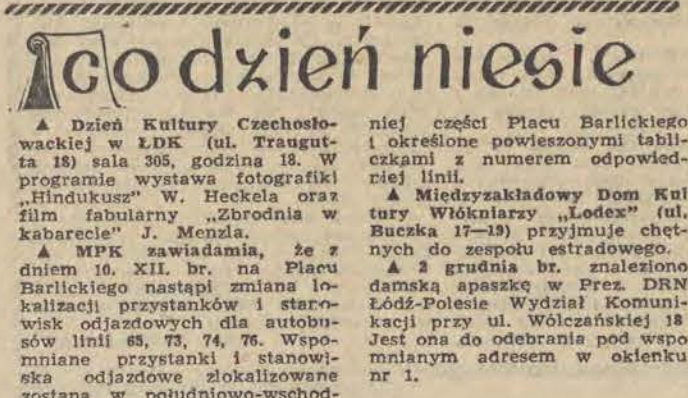 co dzień niesie
▲ Dzień Kultury Czechosło-
wackiej w ŁDK (ul. Traugut-
ta 18) sala 305, godzina 18. W
programie wystawa fotografiki
„Hindukusz” W. Heckela oraz
film fabularny „Zbrodnia w
kabarecie” J. Menzla.
▲ MPK zawiadamia, że z
dniem 10. XII. br. na Placu
Barlickiego nastąpi zmiana lo-
kalizacji przystanków i stano-
wisk odjazdowych dla autobu-
sów linii 65, 73, 74, 76. Wspo-
mniane przystanki i stanowi-
ska odjazdowe zlokalizowane
zostaną w południowo-wschod-
niej części Placu Barlickiego
i określone powieszonymi tabli-
czkami z numerem odpowied-
niej linii.
▲ Międzyzakładowy Dom Kul
tury Włókniarzy „Lodex” (ul.
Buczka 17—19) przyjmuje chęt-
nych do zespołu estradowego.
▲ 2 grudnia br. znaleziono
damską apaszkę w Prez. DRN
Łódź-Polesie Wydział Komuni-
kacji przy ul. Wólczańskiej 18
Jest ona do odebrania pod wspo
mnianym adresem w okienku
nr 1.